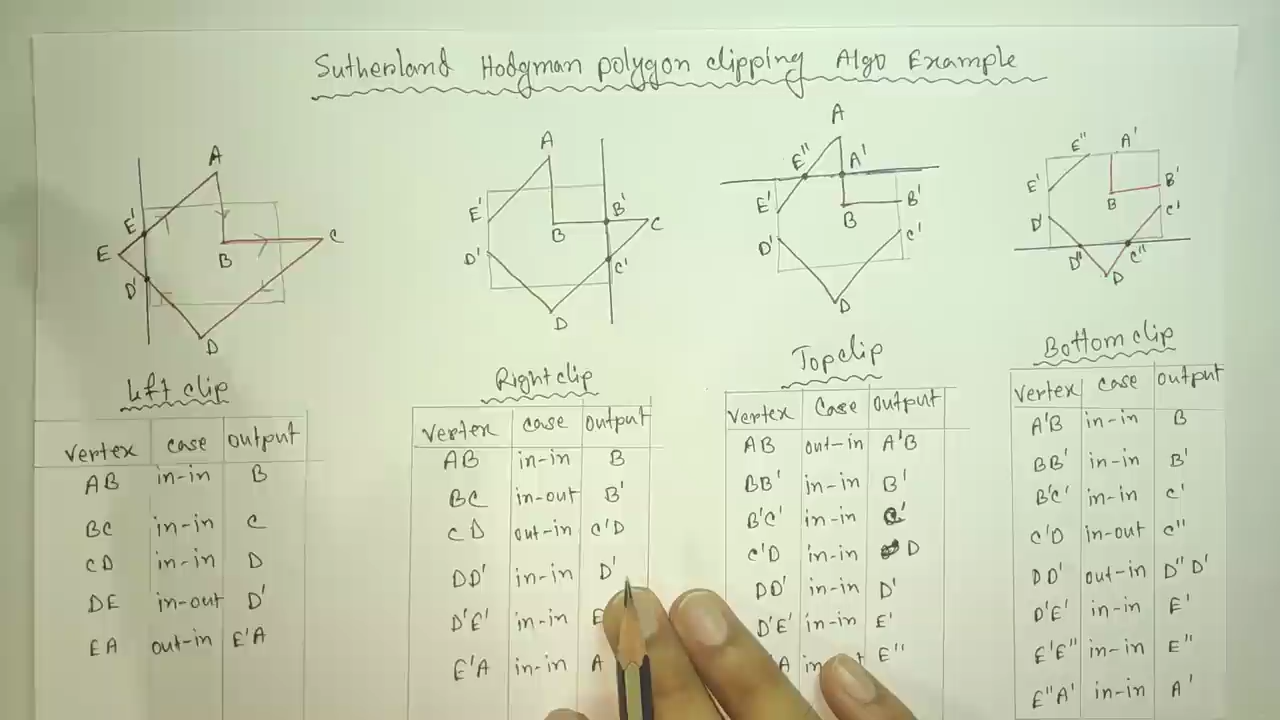 Sutherland Hodgman polygon clipping Algo Example
A
E'
E
B
C
D'
D
A
E'
B'
C
B
D'
C'
D
A
E"
A'
E'
B
B'
D'
C'
D
E"
A'
E'
B'
B
D'
C'
D"
C"
D
Left clip
Vertex case output
AB in-in B
BC in-in C
CD in-in D
DE in-out D'
EA out-in E'A
Right clip
Vertex case output
AB in-in B
BC in-out B'
CD out-in C'D
DD' in-in D'
D'E' in-in
E'A in-in A
Top clip
Vertex Case output
AB out-in A'B
BB' in-in B'
B'C' in-in C'
C'D in-in D
DD' in-in D'
D'E' in-in E'
A E"
Bottom clip
Vertex case output
A'B in-in B
BB' in-in B'
B'C' in-in C'
C'D in-out C"
DD' out-in D"D'
D'E' in-in E'
E'E" in-in E"
E"A' in-in A'